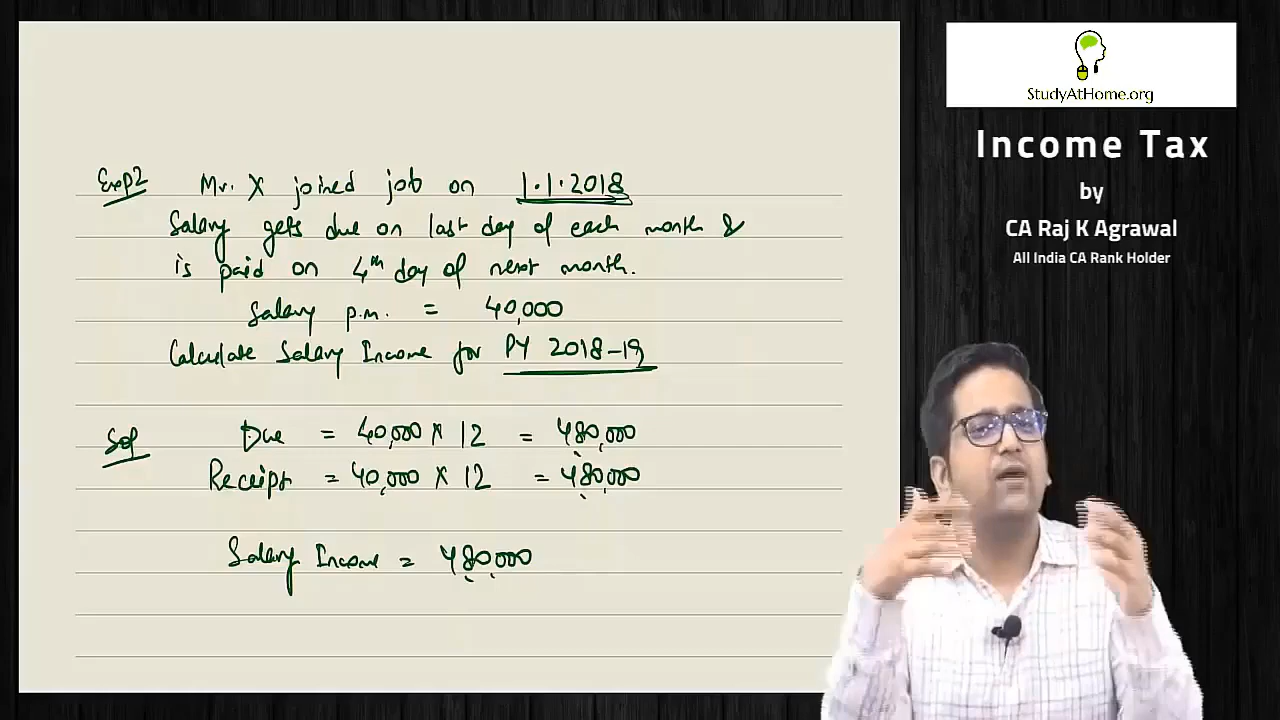 Exp2 Mr. X joined job on 1.1.2018
Salary gets due on last day of each month &
is paid on 4th day of next month.
Salary p.m. = 40,000
Calculate Salary Income for PY 2018-19
Sol Due = 40,000 x 12 = 480,000
Receipt = 40,000 x 12 = 480,000
Salary Income = 480,000
StudyAtHome.org
Income Tax
by
CA Raj K Agrawal
All India CA Rank Holder